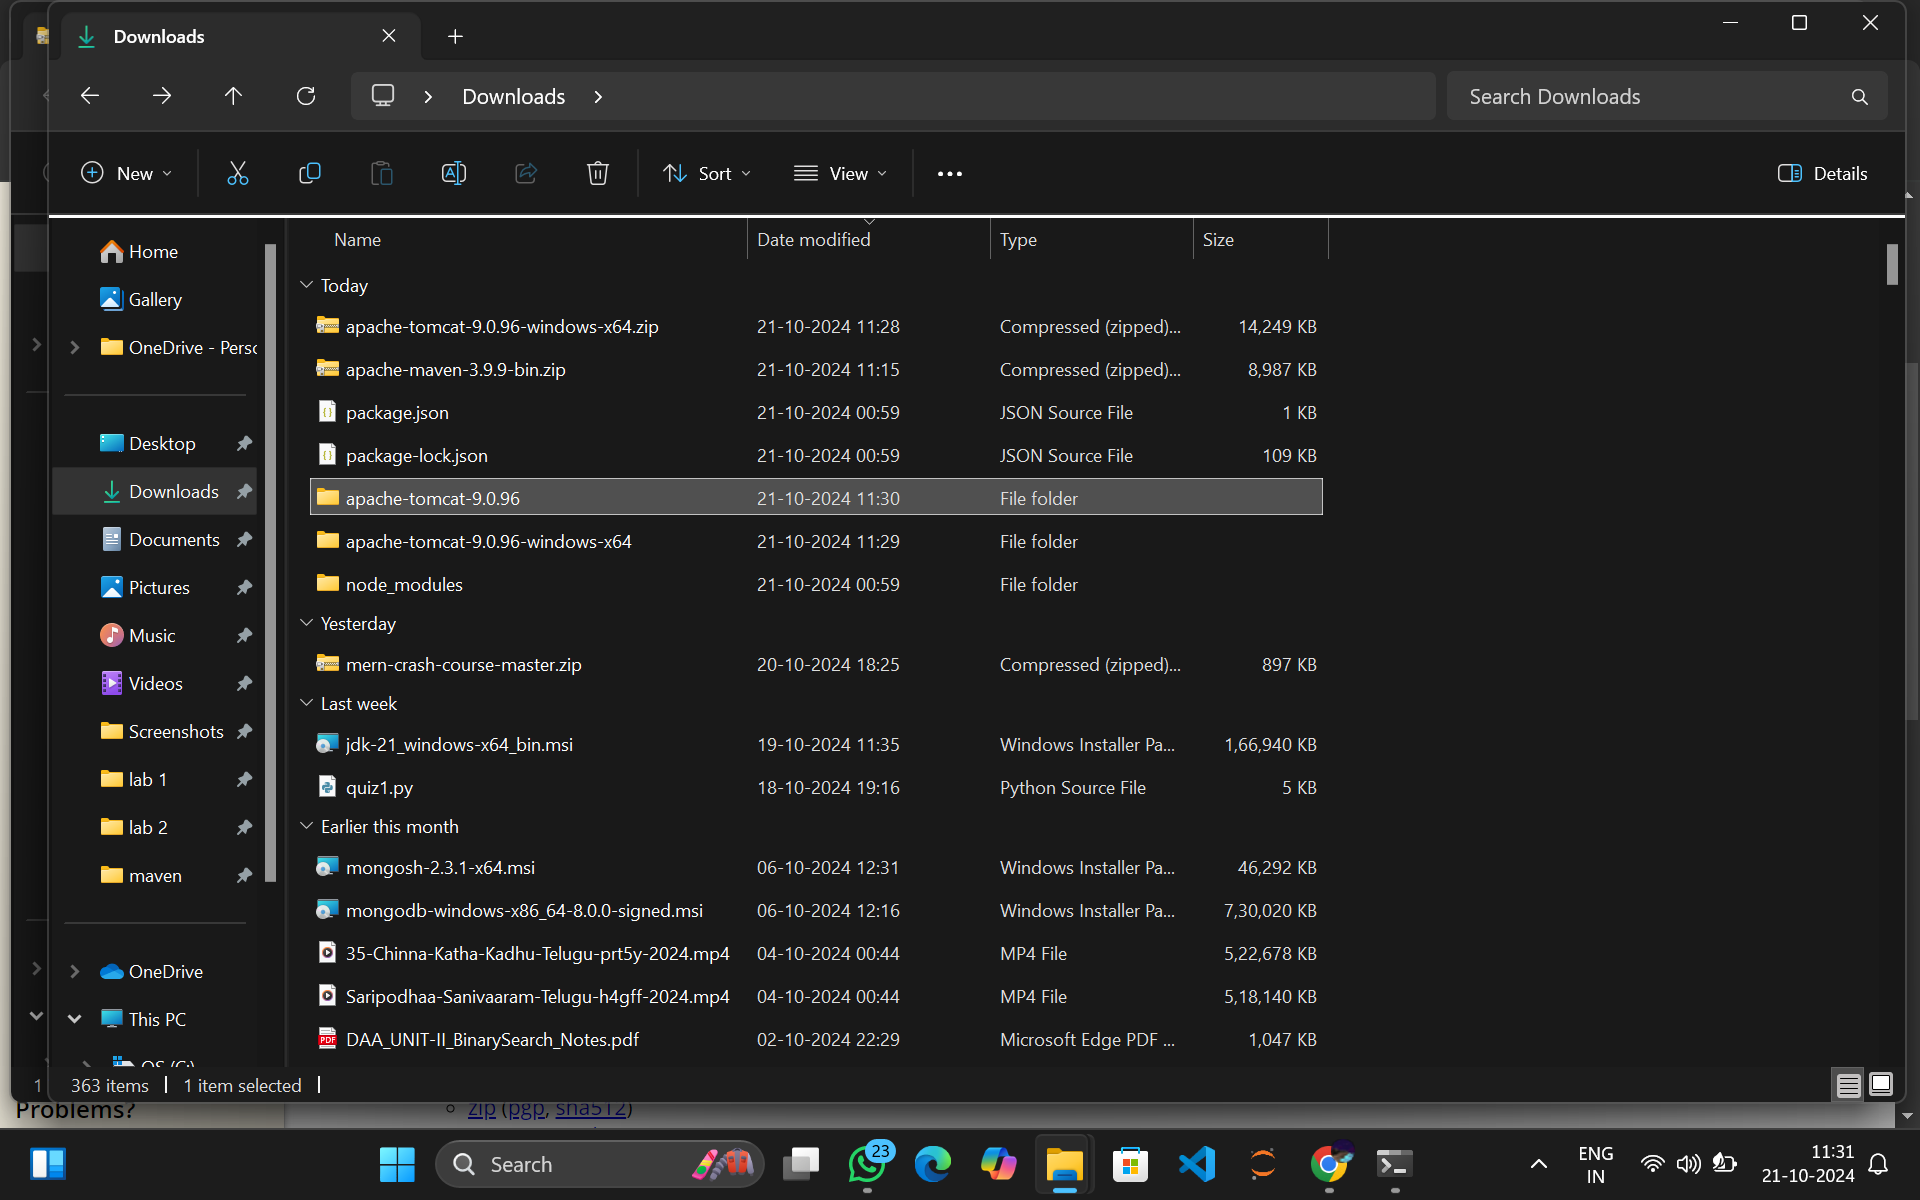 Downloads
Downloads
Search Downloads
New
Sort
View
Details
Name Date modified Type Size
Home
Gallery
OneDrive - Perso
Desktop
Downloads
Documents
Pictures
Music
Videos
Screenshots
lab 1
lab 2
maven
OneDrive
This PC
OS (C:)
Today
apache-tomcat-9.0.96-windows-x64.zip 21-10-2024 11:28 Compressed (zipped)... 14,249 KB
apache-maven-3.9.9-bin.zip 21-10-2024 11:15 Compressed (zipped)... 8,987 KB
package.json 21-10-2024 00:59 JSON Source File 1 KB
package-lock.json 21-10-2024 00:59 JSON Source File 109 KB
apache-tomcat-9.0.96 21-10-2024 11:30 File folder
apache-tomcat-9.0.96-windows-x64 21-10-2024 11:29 File folder
node_modules 21-10-2024 00:59 File folder
Yesterday
mern-crash-course-master.zip 20-10-2024 18:25 Compressed (zipped)... 897 KB
Last week
jdk-21_windows-x64_bin.msi 19-10-2024 11:35 Windows Installer Pa... 1,66,940 KB
quiz1.py 18-10-2024 19:16 Python Source File 5 KB
Earlier this month
mongosh-2.3.1-x64.msi 06-10-2024 12:31 Windows Installer Pa... 46,292 KB
mongodb-windows-x86_64-8.0.0-signed.msi 06-10-2024 12:16 Windows Installer Pa... 7,30,020 KB
35-Chinna-Katha-Kadhu-Telugu-prt5y-2024.mp4 04-10-2024 00:44 MP4 File 5,22,678 KB
Saripodhaa-Sanivaaram-Telugu-h4gff-2024.mp4 04-10-2024 00:44 MP4 File 5,18,140 KB
DAA_UNIT-II_BinarySearch_Notes.pdf 02-10-2024 22:29 Microsoft Edge PDF ... 1,047 KB
1 363 items 1 item selected
Problems? zip (pgp, sha512)
Search 23 ENG IN 11:31 21-10-2024